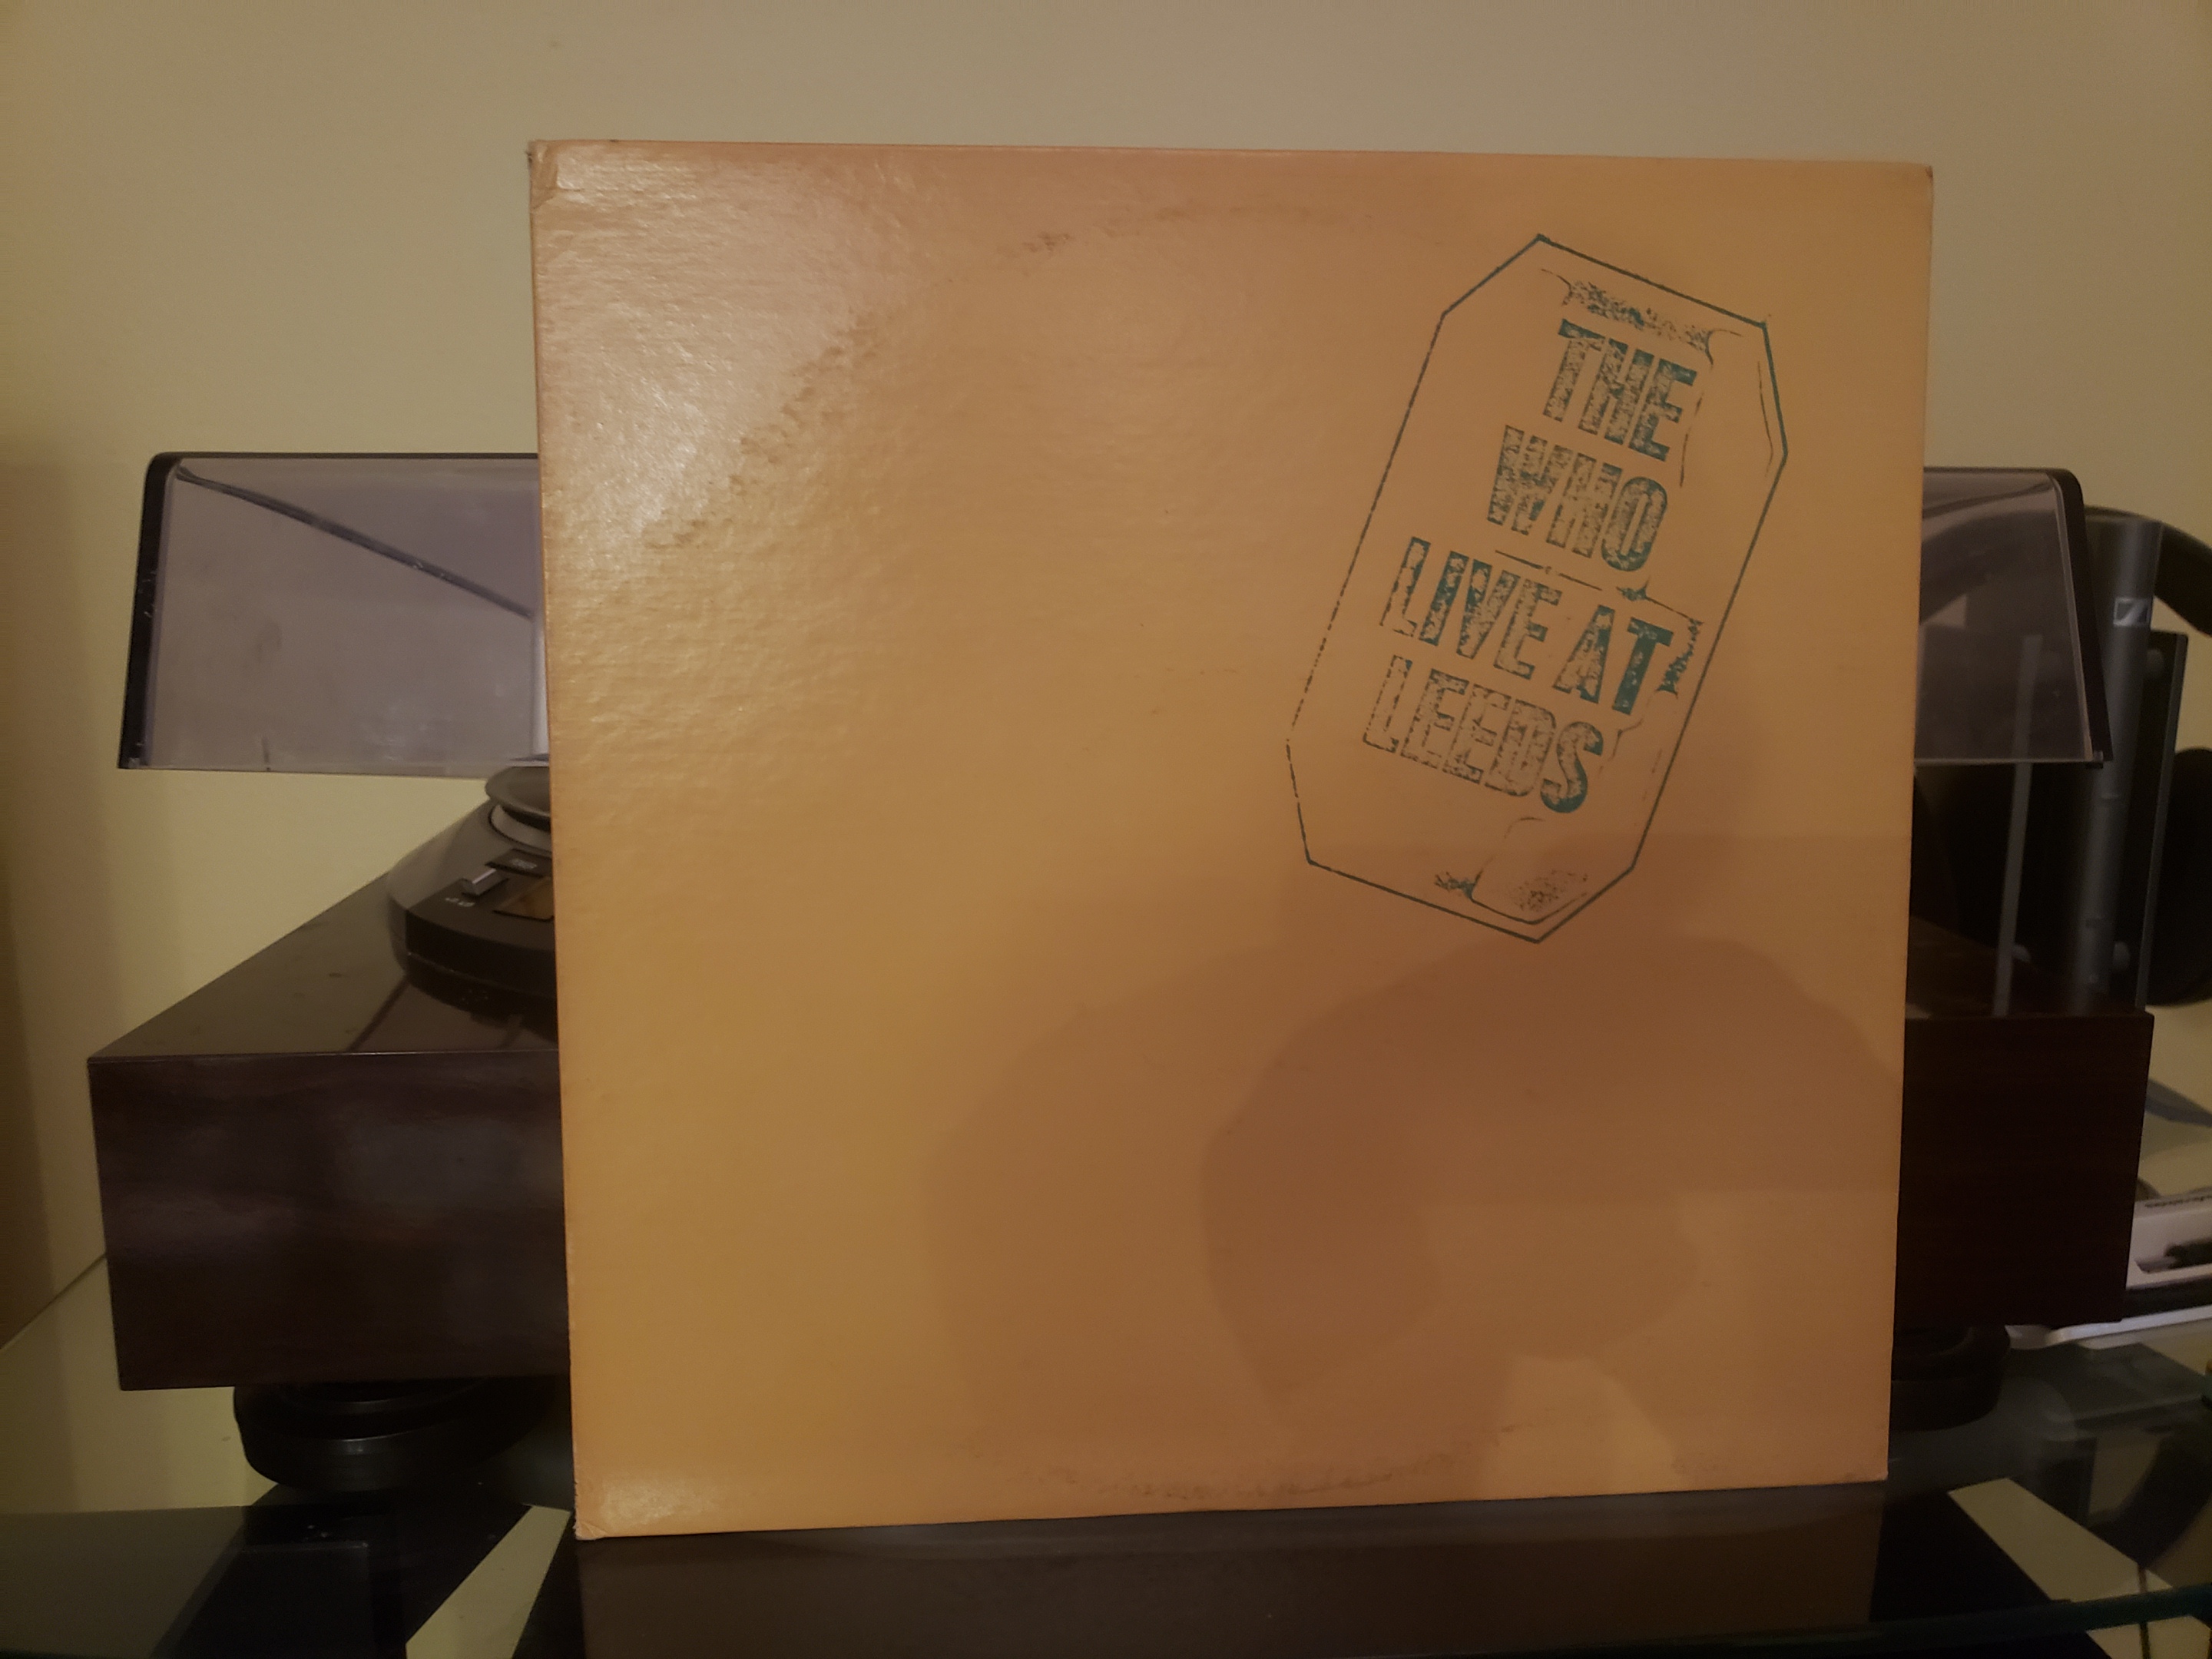 THE
WHO
LIVE AT
LEEDS